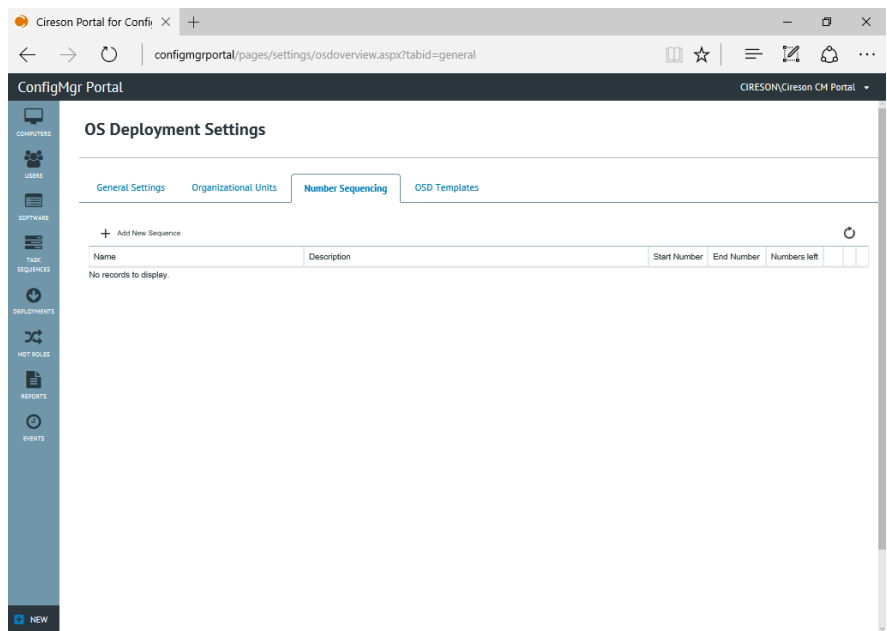 Cireson Portal for Config
configmgrportal/pages/settings/osdoverview.aspx?tabid=general
ConfigMgr Portal
CIRESON\Cireson CM Portal
COMPUTERS
USERS
SOFTWARE
TASK
SEQUENCES
DEPLOYMENTS
MDT ROLES
REPORTS
EVENTS
NEW
OS Deployment Settings
General Settings Organizational Units Number Sequencing OSD Templates
Add New Sequence
Name Description Start Number End Number Numbers left
No records to display.